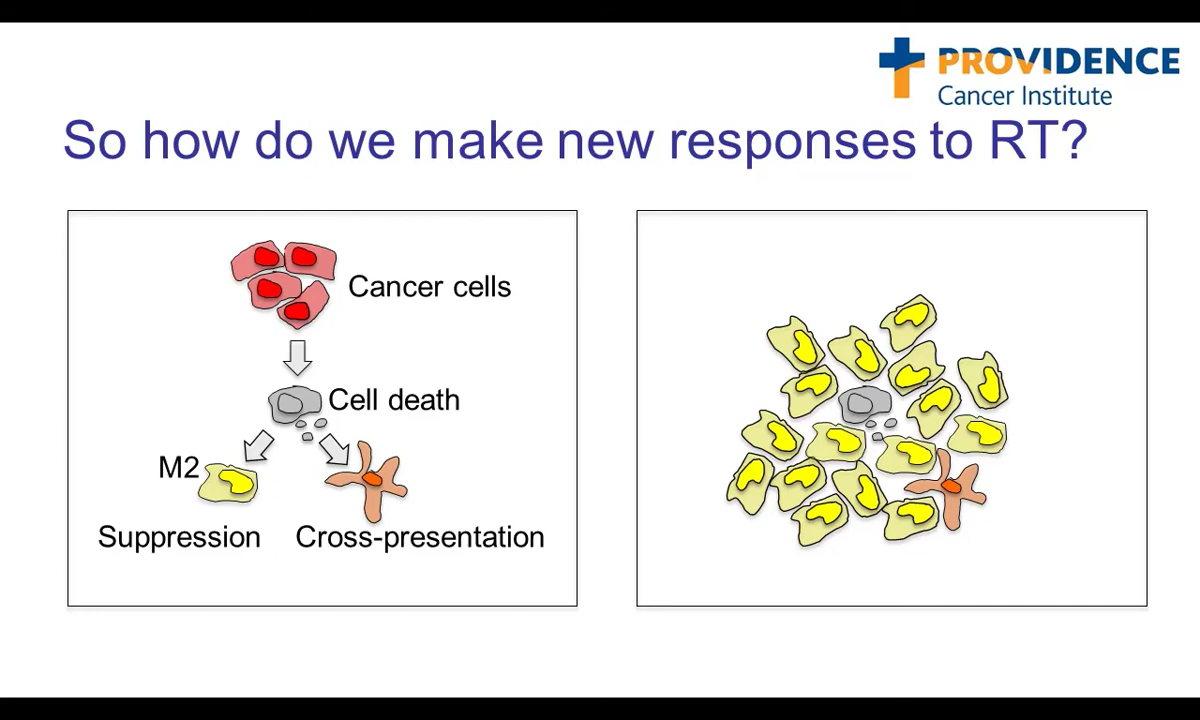 PROVIDENCE
Cancer Institute
So how do we make new responses to RT?
Cancer cells
Cell death
M2
Suppression
Cross-presentation